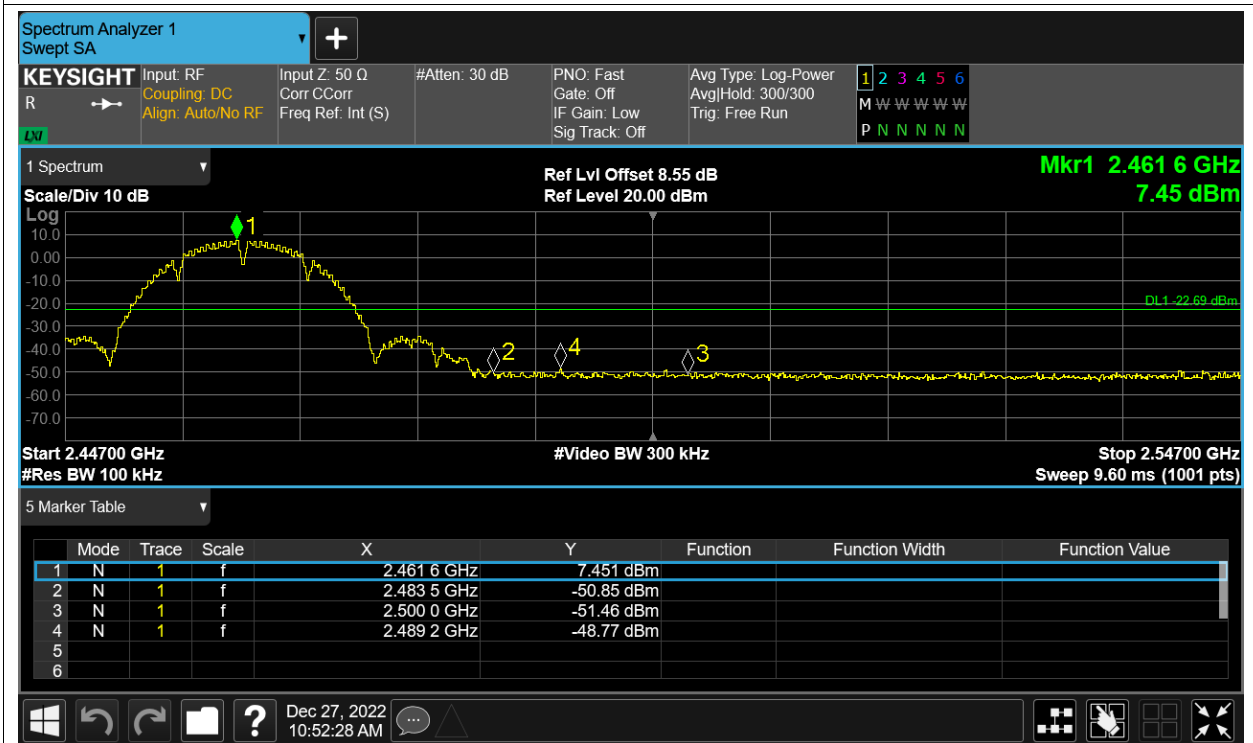 Spectrum Analyzer 1
Swept SA
KEYSIGHT Input: RF Input Z: 50 Ω #Atten: 30 dB PNO: Fast Avg Type: Log-Power 1 2 3 4 5 6
R Coupling: DC Corr CCorr Gate: Off Avg|Hold: 300/300 M W W W W W
Align: Auto/No RF Freq Ref: Int (S) IF Gain: Low Trig: Free Run
LXI Sig Track: Off P N N N N N
1 Spectrum Ref Lvl Offset 8.55 dB Mkr1 2.461 6 GHz
Scale/Div 10 dB Ref Level 20.00 dBm 7.45 dBm
Log
1
10.0
0.00
-10.0
-20.0
DL1 -22.69 dBm
-30.0
-40.0
2 4 3
-50.0
-60.0
-70.0
Start 2.44700 GHz #Video BW 300 kHz Stop 2.54700 GHz
#Res BW 100 kHz Sweep 9.60 ms (1001 pts)
5 Marker Table
Mode Trace Scale X Y Function Function Width Function Value
1 N 1 f 2.461 6 GHz 7.451 dBm
2 N 1 f 2.483 5 GHz -50.85 dBm
3 N 1 f 2.500 0 GHz -51.46 dBm
4 N 1 f 2.489 2 GHz -48.77 dBm
5
6
? Dec 27, 2022
10:52:28 AM